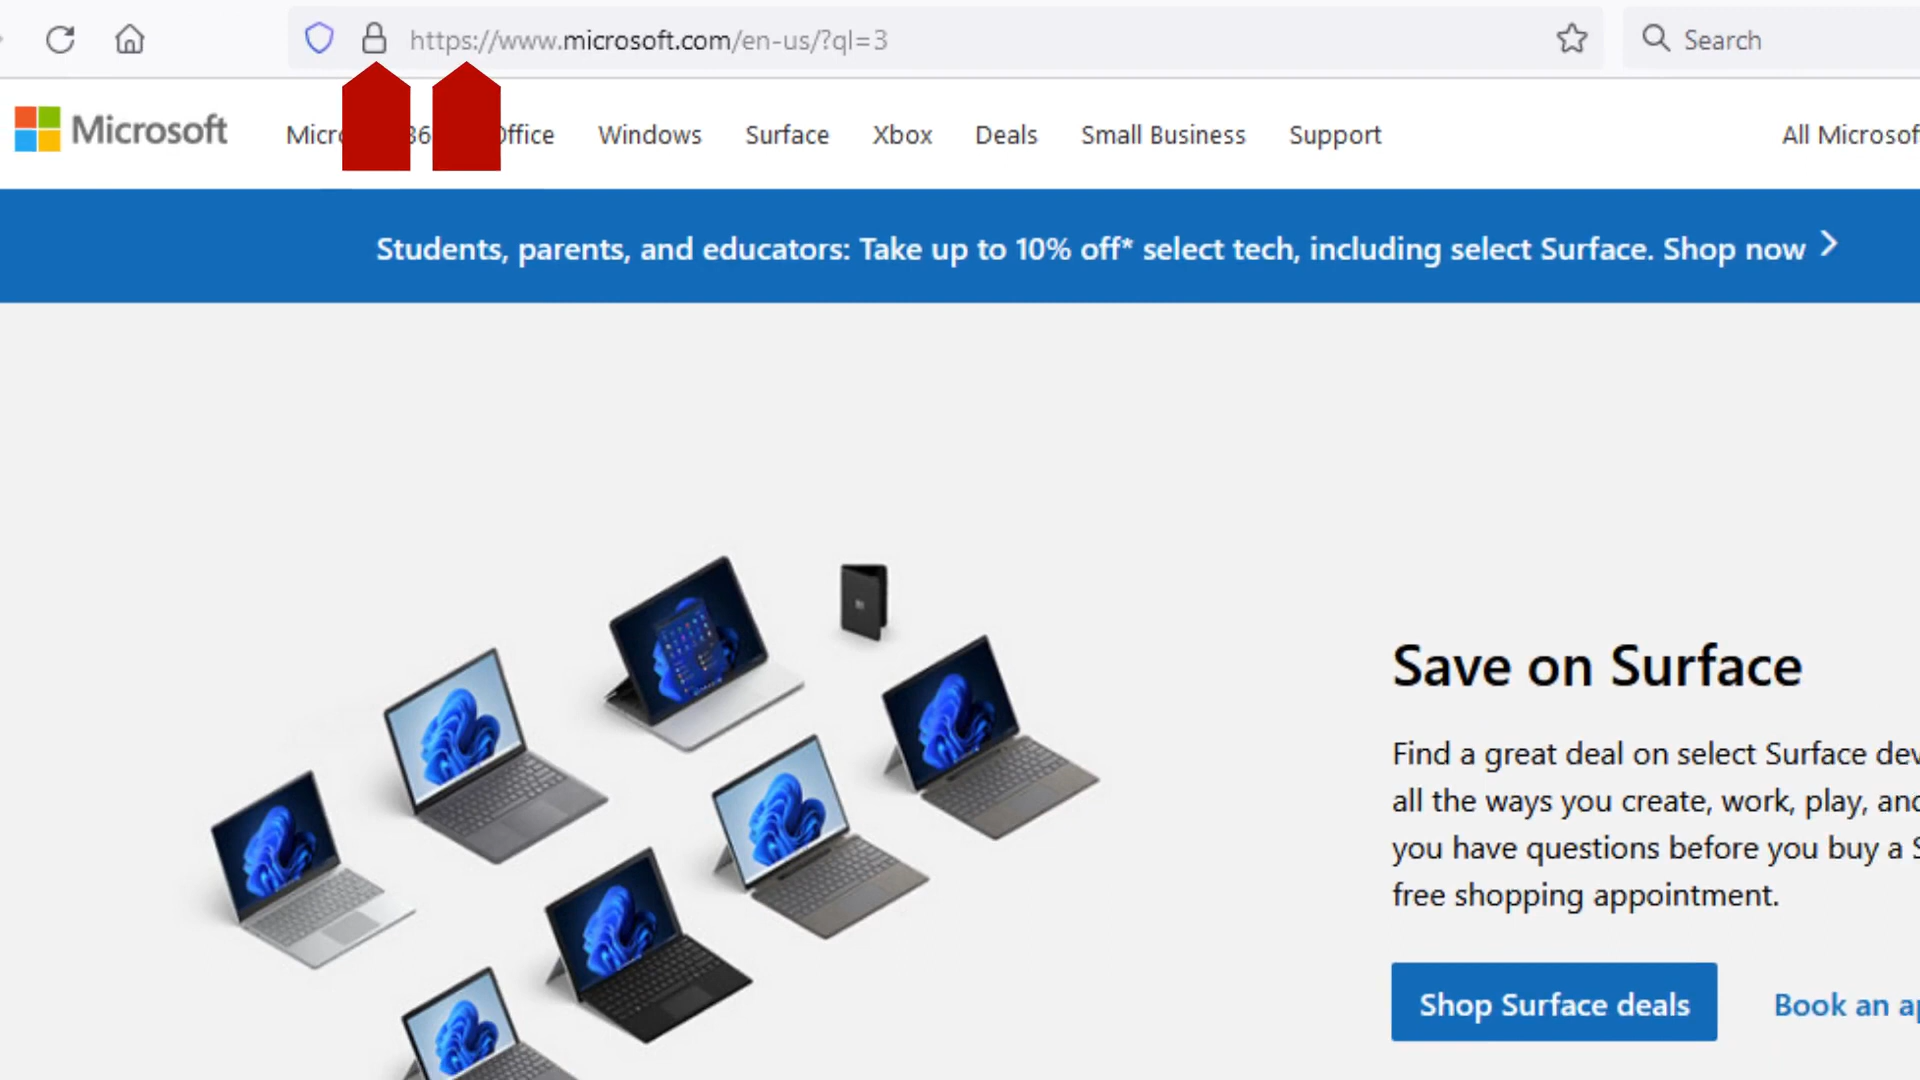 https://www.microsoft.com/en-us/?ql=3
Search
Microsoft
Office Windows Surface Xbox Deals Small Business Support All
Students, parents, and educators: Take up to 10% off* select tech, including select Surface. Shop now
Save on Surface
Find a great deal on select Surface
all the ways you create, work, play,
you have questions before you buy a
free shopping appointment.
Shop Surface deals
Book an